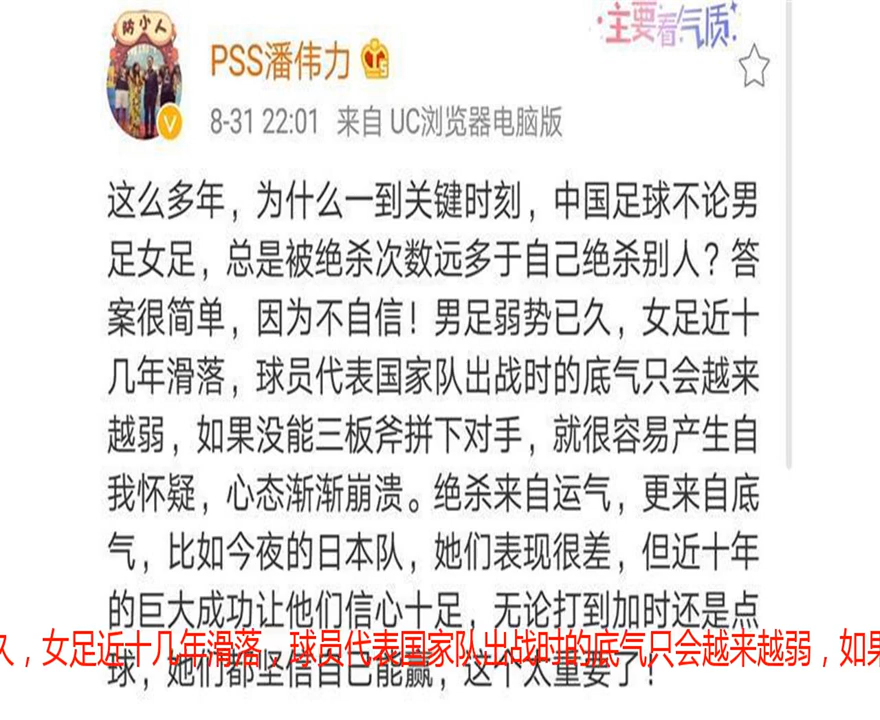 防小人
主要看气质
PSS潘伟力
8-31 22:01 来自 UC浏览器电脑版
这么多年，为什么一到关键时刻，中国足球不论男
足女足，总是被绝杀次数远多于自己绝杀别人？答
案很简单，因为不自信！男足弱势已久，女足近十
几年滑落，球员代表国家队出战时的底气只会越来
越弱，如果没能三板斧拼下对手，就很容易产生自
我怀疑，心态渐渐崩溃。绝杀来自运气，更来自底
气，比如今夜的日本队，她们表现很差，但近十年
的巨大成功让他们信心十足，无论打到加时还是点
久，女足近十几年滑落，球员代表国家队出战时的底气只会越来越弱，如果
球，她们都坚信自己能赢，这个太重要了！